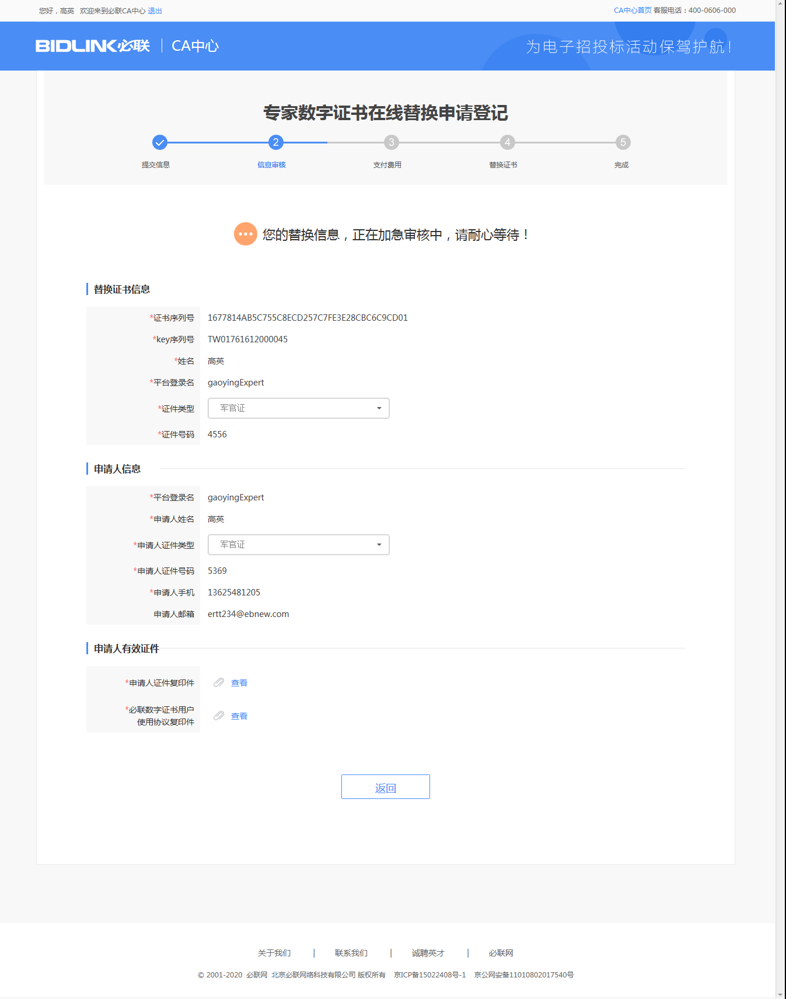 您好，高英 欢迎来到必联CA中心 退出
CA中心首页 客服电话：400-0606-000
BIDLINK必联 CA中心
为电子招投标活动保驾护航！
专家数字证书在线替换申请登记
2 3 4 5
提交信息 信息审核 支付费用 替换证书 完成
您的替换信息，正在加急审核中，请耐心等待！
替换证书信息
*证书序列号 1677814AB5C755C8ECD257C7FE3E28CBC6C9CD01
*key序列号 TW01761612000045
*姓名 高英
*平台登录名 gaoyingExpert
*证件类型 军官证
*证件号码 4556
申请人信息
*平台登录名 gaoyingExpert
*申请人姓名 高英
*申请人证件类型 军官证
*申请人证件号码 5369
*申请人手机 13625481205
申请人邮箱 ertt234@ebnew.com
申请人有效证件
*申请人证件复印件 查看
*必联数字证书用户
使用协议复印件 查看
返回
关于我们 | 联系我们 | 诚聘英才 | 必联网
© 2001-2020 必联网 北京必联网络科技有限公司 版权所有 京ICP备15022408号-1 京公网安备11010802017540号